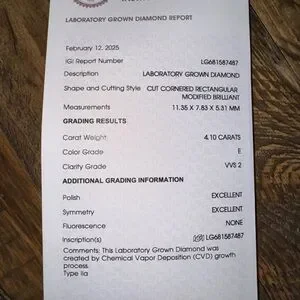 LABORATORY GROWN DIAMOND REPORT
February 12, 2025
IGI Report Number LG681587487
Description LABORATORY GROWN DIAMOND
Shape and Cutting Style CUT CORNERED RECTANGULAR
MODIFIED BRILLIANT
Measurements 11.35 X 7.83 X 5.31 MM
GRADING RESULTS
Carat Weight 4.10 CARATS
Color Grade E
Clarity Grade VVS 2
ADDITIONAL GRADING INFORMATION
Polish EXCELLENT
Symmetry EXCELLENT
Fluorescence NONE
Inscription(s) LG681587487
Comments: This Laboratory Grown Diamond was
created by Chemical Vapor Deposition (CVD) growth
process.
Type IIa